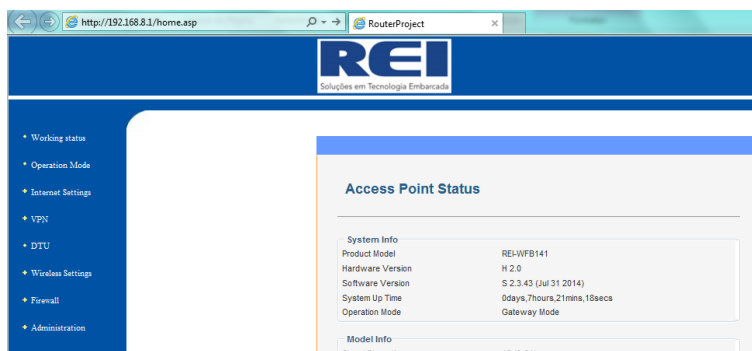 http://192.168.8.1/home.asp
RouterProject
REI
Soluções em Tecnologia Embarcada
Working status
Operation Mode
Internet Settings
VPN
DTU
Wireless Settings
Firewall
Administration
Access Point Status
System Info
Product Model REI-WFB141
Hardware Version H 2.0
Software Version S 2.3.43 (Jul 31 2014)
System Up Time 0days,7hours,21mins,18secs
Operation Mode Gateway Mode
Model Info